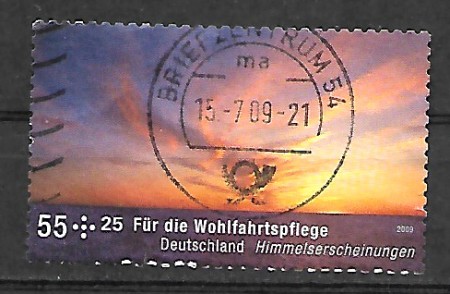 BRIEFZENTRUM 54
ma
15.-7.09-21
55 + 25 Für die Wohlfahrtspflege 2009
Deutschland Himmelserscheinungen